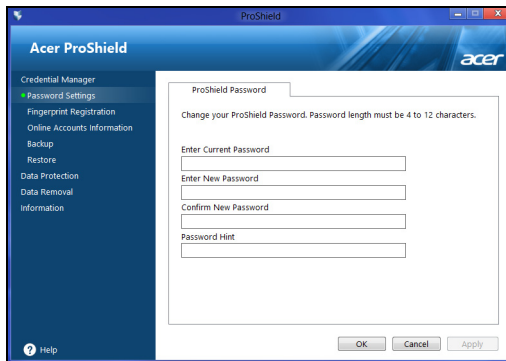 ProShield
Acer ProShield
acer
Credential Manager
Password Settings
Fingerprint Registration
Online Accounts Information
Backup
Restore
Data Protection
Data Removal
Information
Help
ProShield Password
Change your ProShield Password. Password length must be 4 to 12 characters.
Enter Current Password
Enter New Password
Confirm New Password
Password Hint
OK
Cancel
Apply